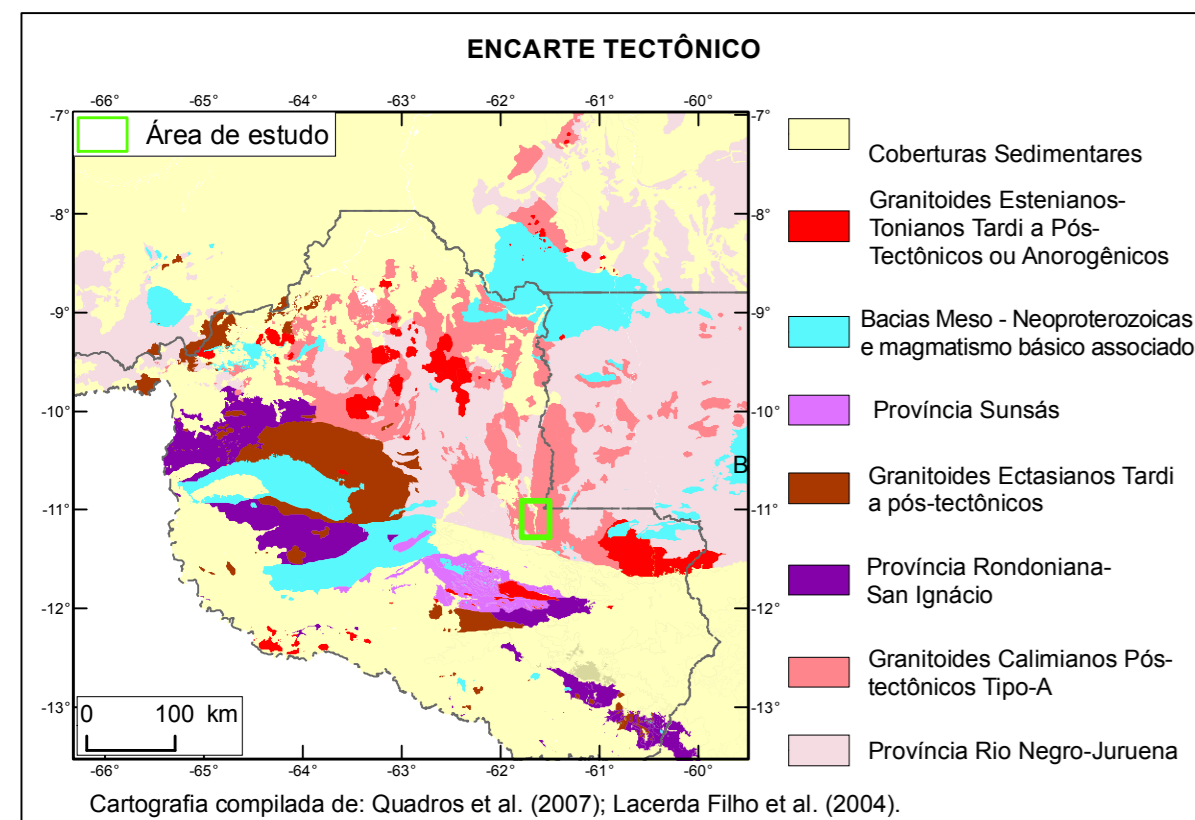 ENCARTE TECTÔNICO
-66° -65° -64° -63° -62° -61° -60°
-7°
-8°
-9°
-10°
-11°
-12°
-13°
Área de estudo
B
0 100 km
-7°
-8°
-9°
-10°
-11°
-12°
-13°
-66° -65° -64° -63° -62° -61° -60°
Coberturas Sedimentares
Granitoides Estenianos-
Tonianos Tardi a Pós-
Tectônicos ou Anorogênicos
Bacias Meso - Neoproterozoicas
e magmatismo básico associado
Província Sunsás
Granitoides Ectasianos Tardi
a pós-tectônicos
Província Rondoniana-
San Ignácio
Granitoides Calimianos Pós-
tectônicos Tipo-A
Província Rio Negro-Juruena
Cartografia compilada de: Quadros et al. (2007); Lacerda Filho et al. (2004).